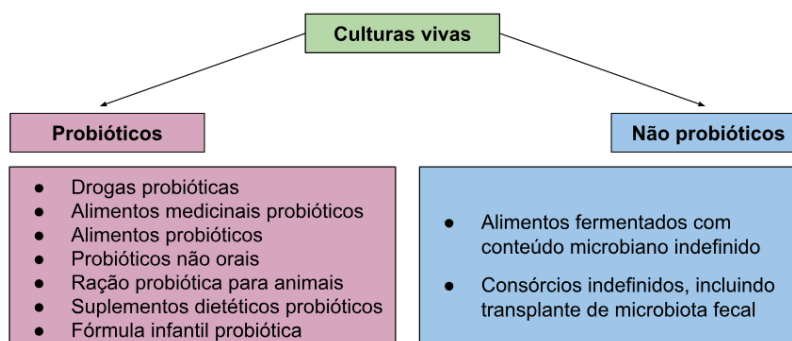 Culturas vivas
Probióticos
Não probióticos
● Drogas probióticas
● Alimentos medicinais probióticos
● Alimentos probióticos
● Probióticos não orais
● Ração probiótica para animais
● Suplementos dietéticos probióticos
● Fórmula infantil probiótica
● Alimentos fermentados com
conteúdo microbiano indefinido
● Consórcios indefinidos, incluindo
transplante de microbiota fecal